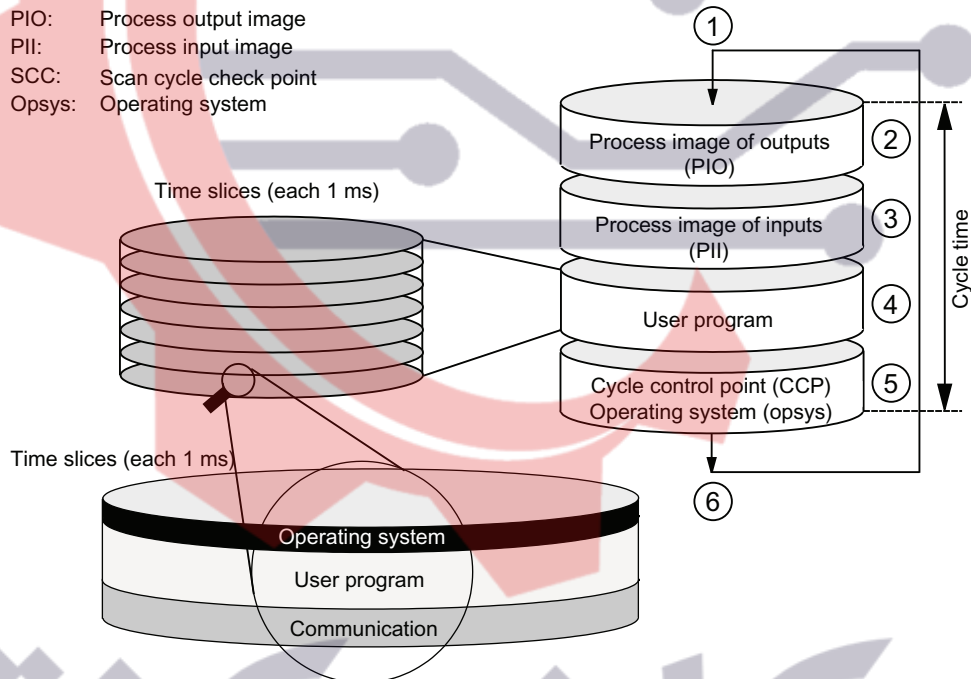 PIO: Process output image
PII: Process input image
SCC: Scan cycle check point
Opsys: Operating system
Time slices (each 1 ms)
1
Process image of outputs
(PIO)
2
Process image of inputs
(PII)
3
User program
4
Cycle control point (CCP)
Operating system (opsys)
5
6
Cycle time
Time slices (each 1 ms)
Operating system
User program
Communication